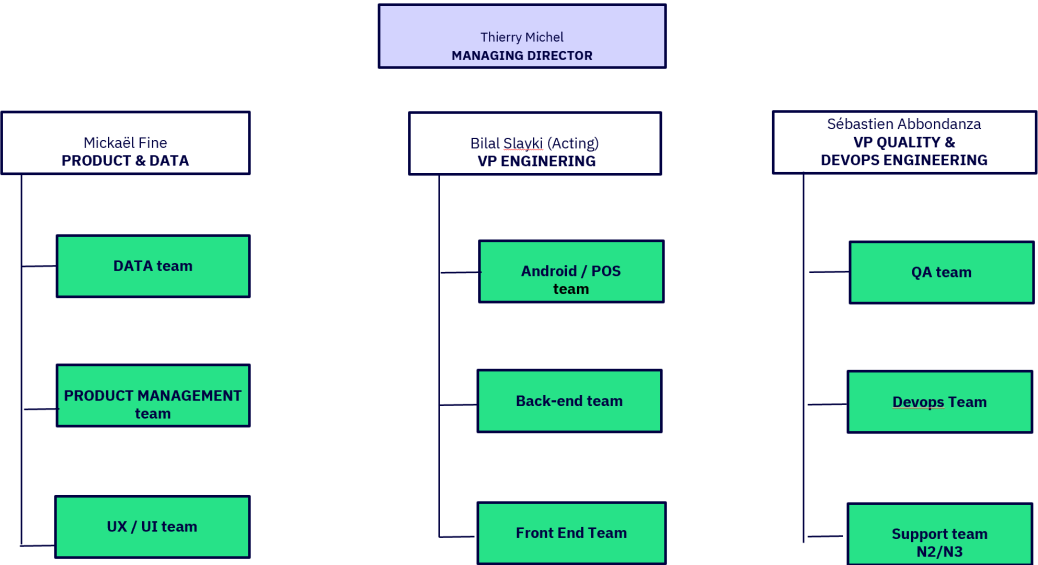 Thierry Michel
MANAGING DIRECTOR
Mickaël Fine
PRODUCT & DATA
DATA team
PRODUCT MANAGEMENT
team
UX / UI team
Bilal Slayki (Acting)
VP ENGINERING
Android / POS
team
Back-end team
Front End Team
Sébastien Abbondanza
VP QUALITY &
DEVOPS ENGINEERING
QA team
Devops Team
Support team
N2/N3